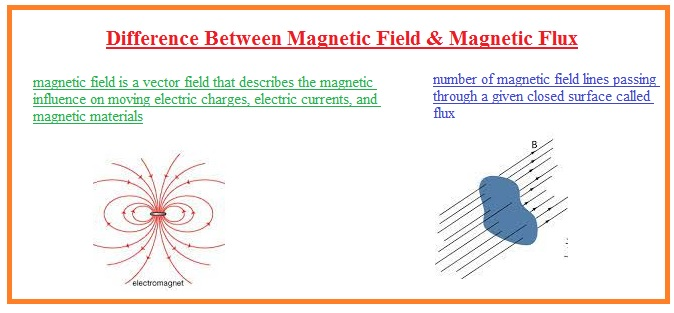 Difference Between Magnetic Field & Magnetic Flux
magnetic field is a vector field that describes the magnetic
influence on moving electric charges, electric currents, and
magnetic materials
number of magnetic field lines passing
through a given closed surface called
flux
B
electromagnet